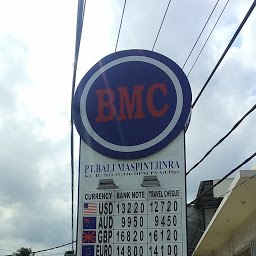 BMC
PT. BALI MASPINTJINRA
CURRENCY BANK NOTE TRAVEL CHEQUE
USD 13220 12720
AUD 9950 9450
GBP 16820 16120
EURO 14800 14100